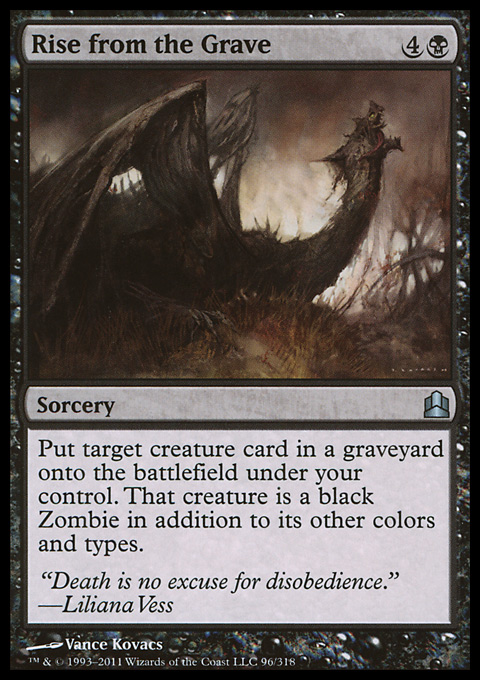 Rise from the Grave 4
Sorcery
Put target creature card in a graveyard
onto the battlefield under your
control. That creature is a black
Zombie in addition to its other colors
and types.
“Death is no excuse for disobedience.”
—Liliana Vess
Vance Kovacs
™ & © 1993–2011 Wizards of the Coast LLC 96/318